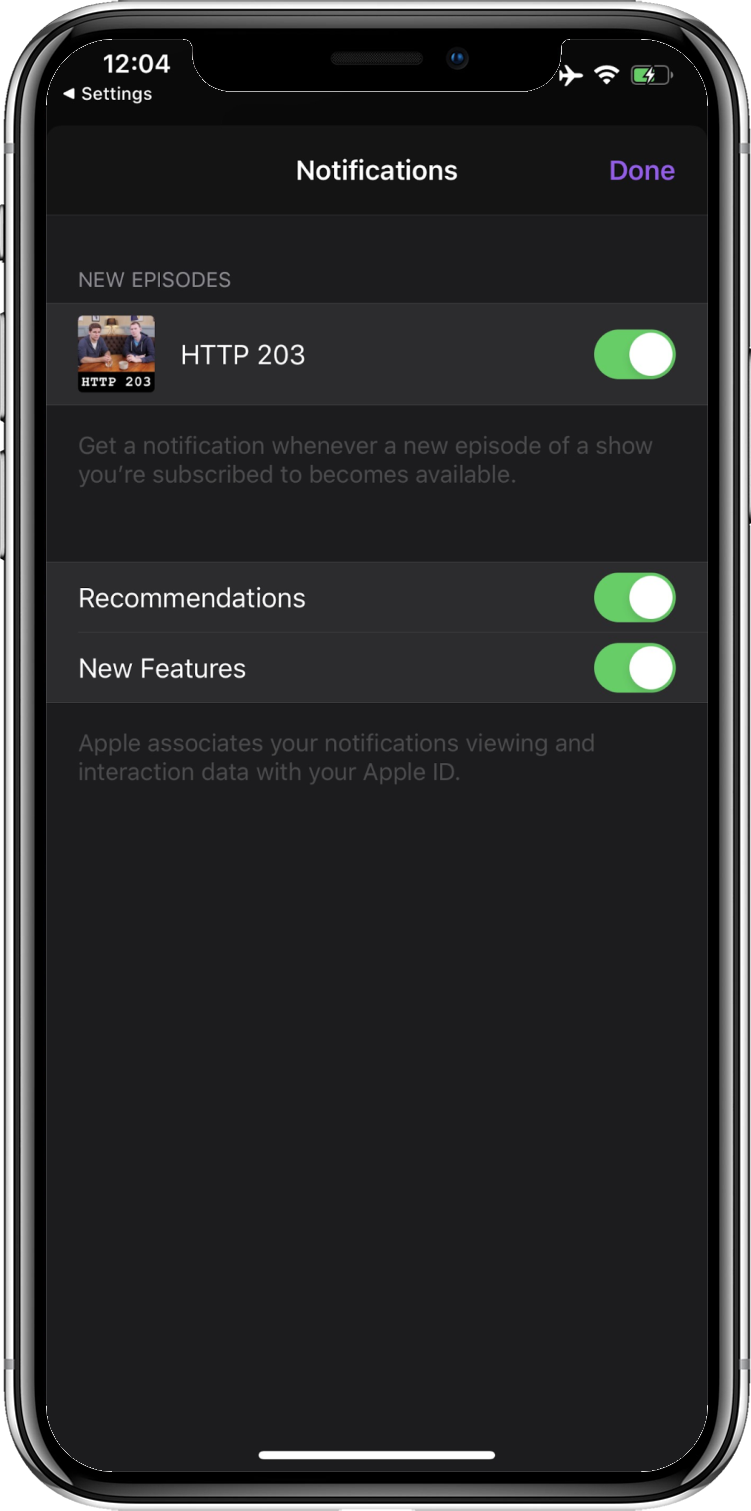 12:04
◀ Settings
Notifications
Done
NEW EPISODES
HTTP 203
HTTP 203
Get a notification whenever a new episode of a show
you’re subscribed to becomes available.
Recommendations
New Features
Apple associates your notifications viewing and
interaction data with your Apple ID.